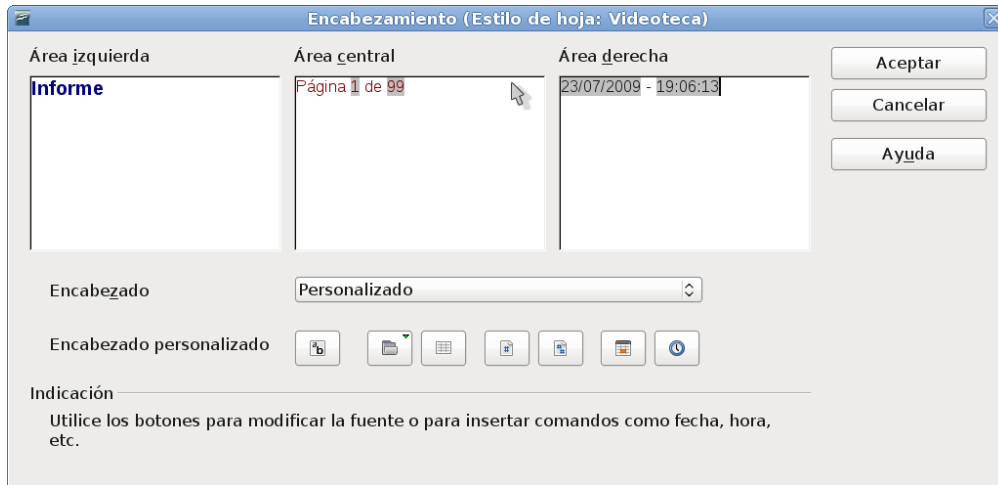 Encabezamiento (Estilo de hoja: Videoteca)
Área izquierda
Área central
Área derecha
Informe
Página 1 de 99
23/07/2009 - 19:06:13
Aceptar
Cancelar
Ayuda
Encabezado
Personalizado
Encabezado personalizado
Indicación
Utilice los botones para modificar la fuente o para insertar comandos como fecha, hora,
etc.